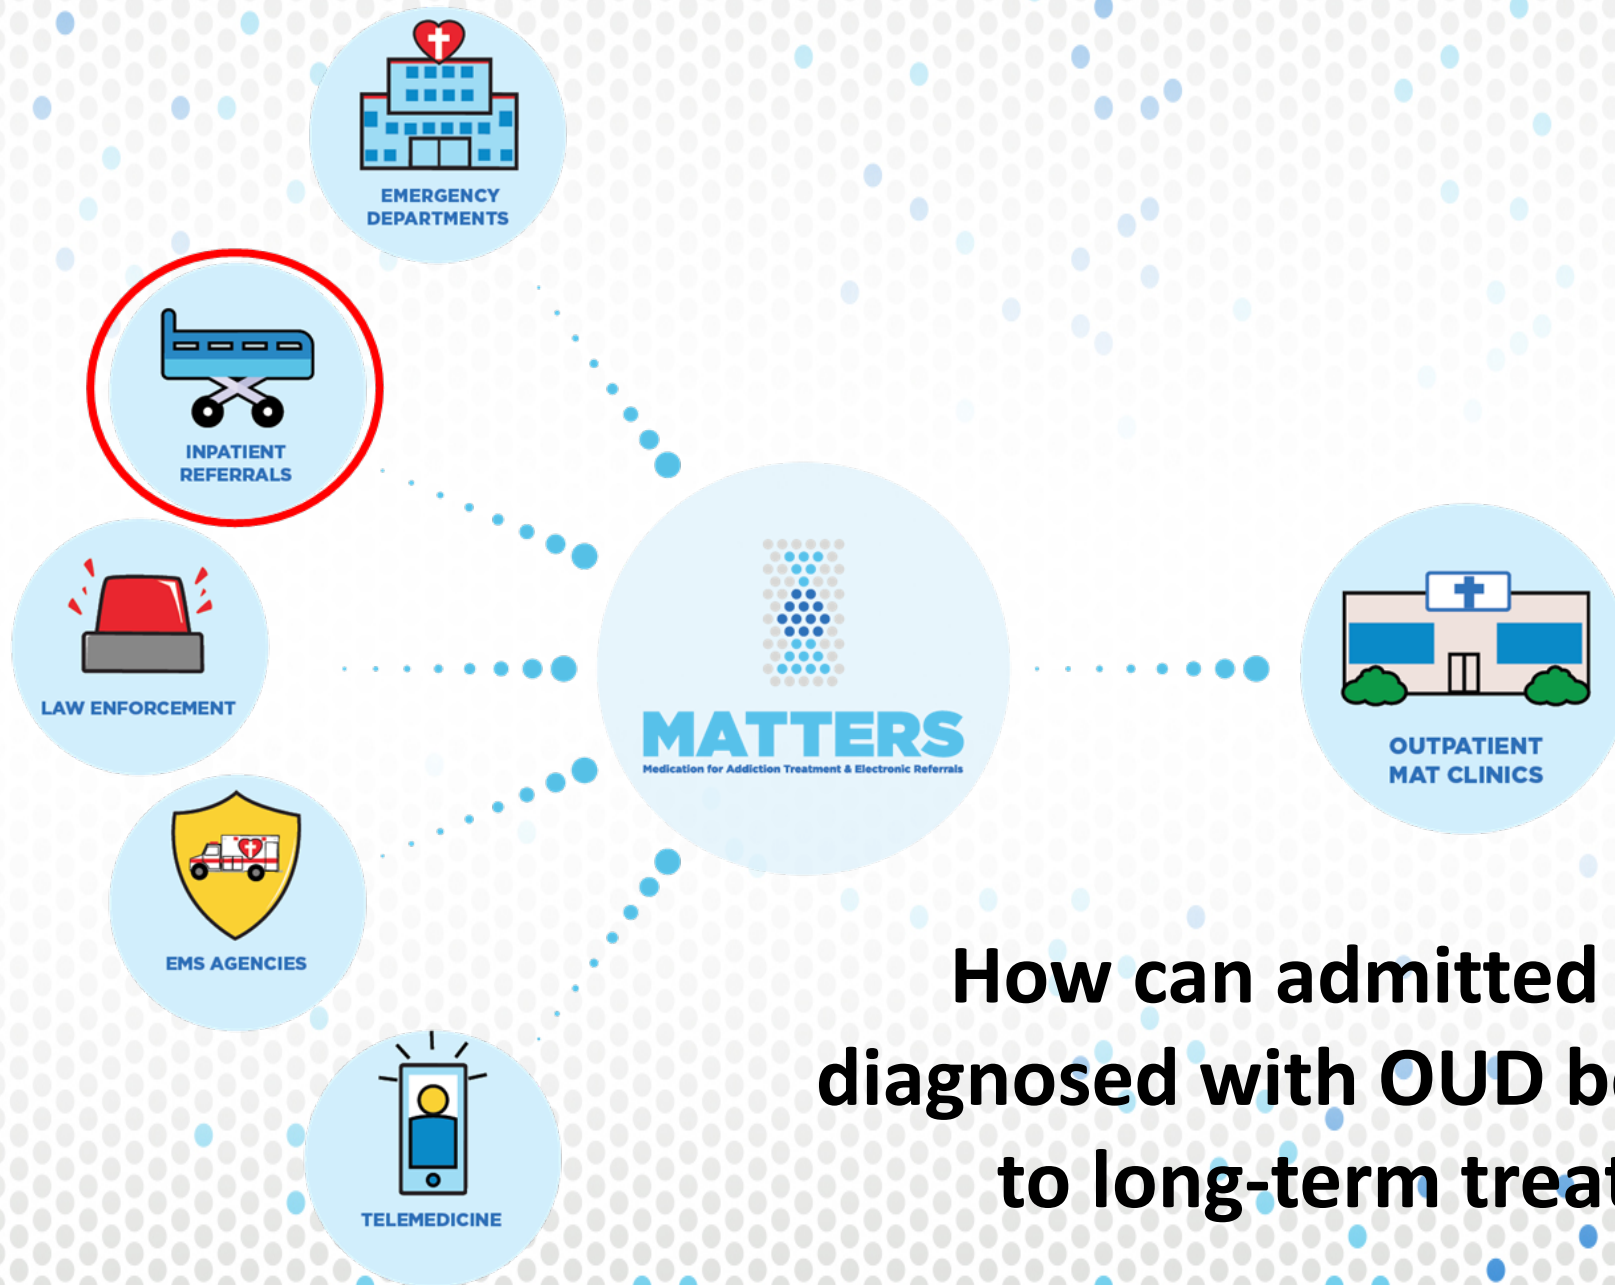 EMERGENCY
DEPARTMENTS
INPATIENT
REFERRALS
LAW ENFORCEMENT
EMS AGENCIES
TELEMEDICINE
MATTERS
Medication for Addiction Treatment & Electronic Referrals
OUTPATIENT
MAT CLINICS
How can admitted
diagnosed with OUD
to long-term